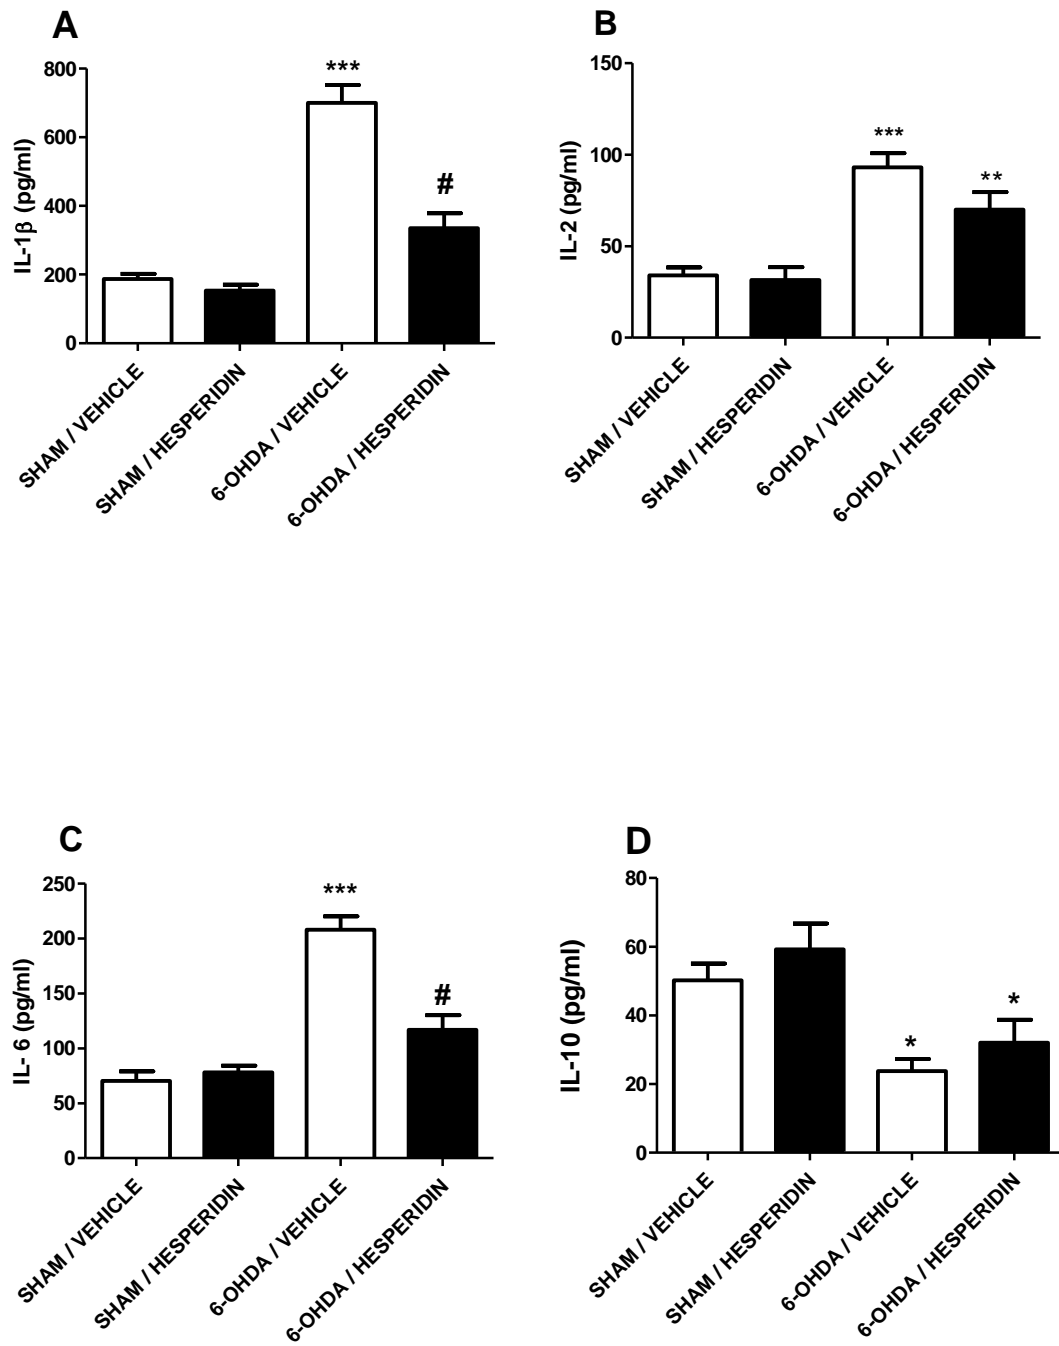 A
IL-1β (pg/ml)
800
600
400
200
0
***
#
SHAM / VEHICLE
SHAM / HESPERIDIN
6-OHDA / VEHICLE
6-OHDA / HESPERIDIN
B
IL-2 (pg/ml)
150
100
50
0
***
**
SHAM / VEHICLE
SHAM / HESPERIDIN
6-OHDA / VEHICLE
6-OHDA / HESPERIDIN
C
IL- 6 (pg/ml)
250
200
150
100
50
0
***
#
SHAM / VEHICLE
SHAM / HESPERIDIN
6-OHDA / VEHICLE
6-OHDA / HESPERIDIN
D
IL-10 (pg/ml)
80
60
40
20
0
*
*
SHAM / VEHICLE
SHAM / HESPERIDIN
6-OHDA / VEHICLE
6-OHDA / HESPERIDIN